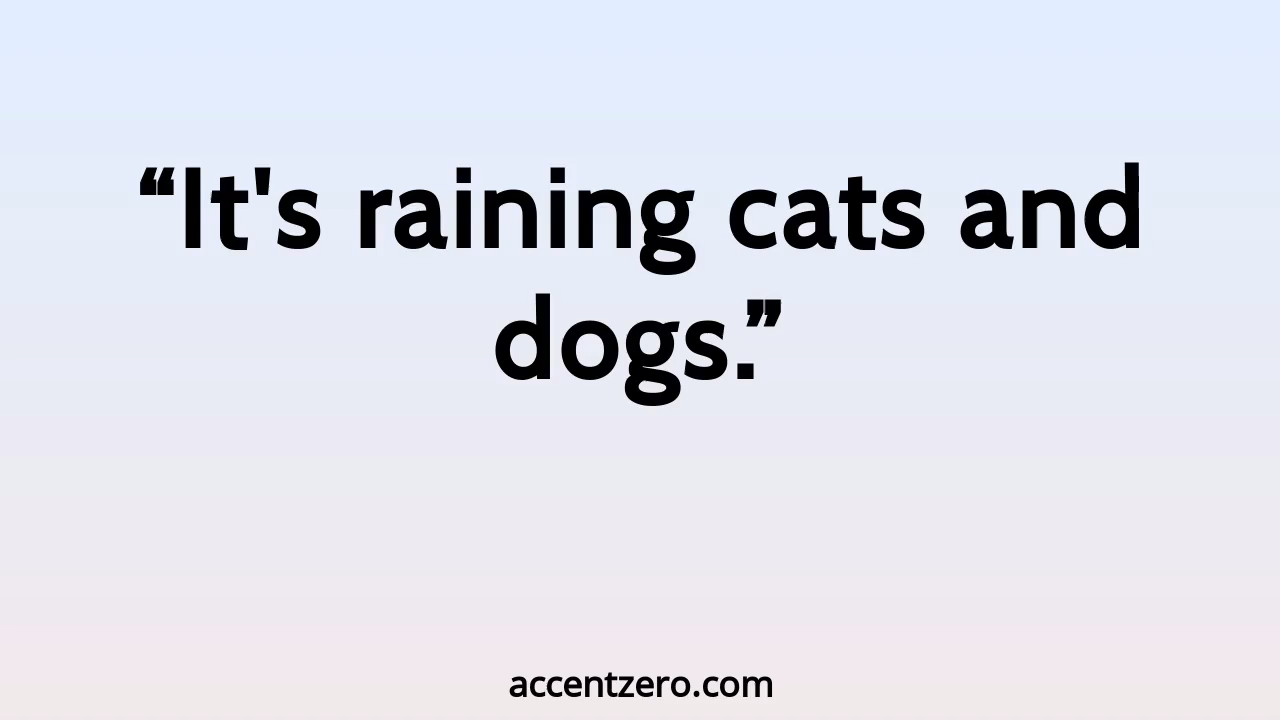 “It's raining cats and
dogs.”
accentzero.com